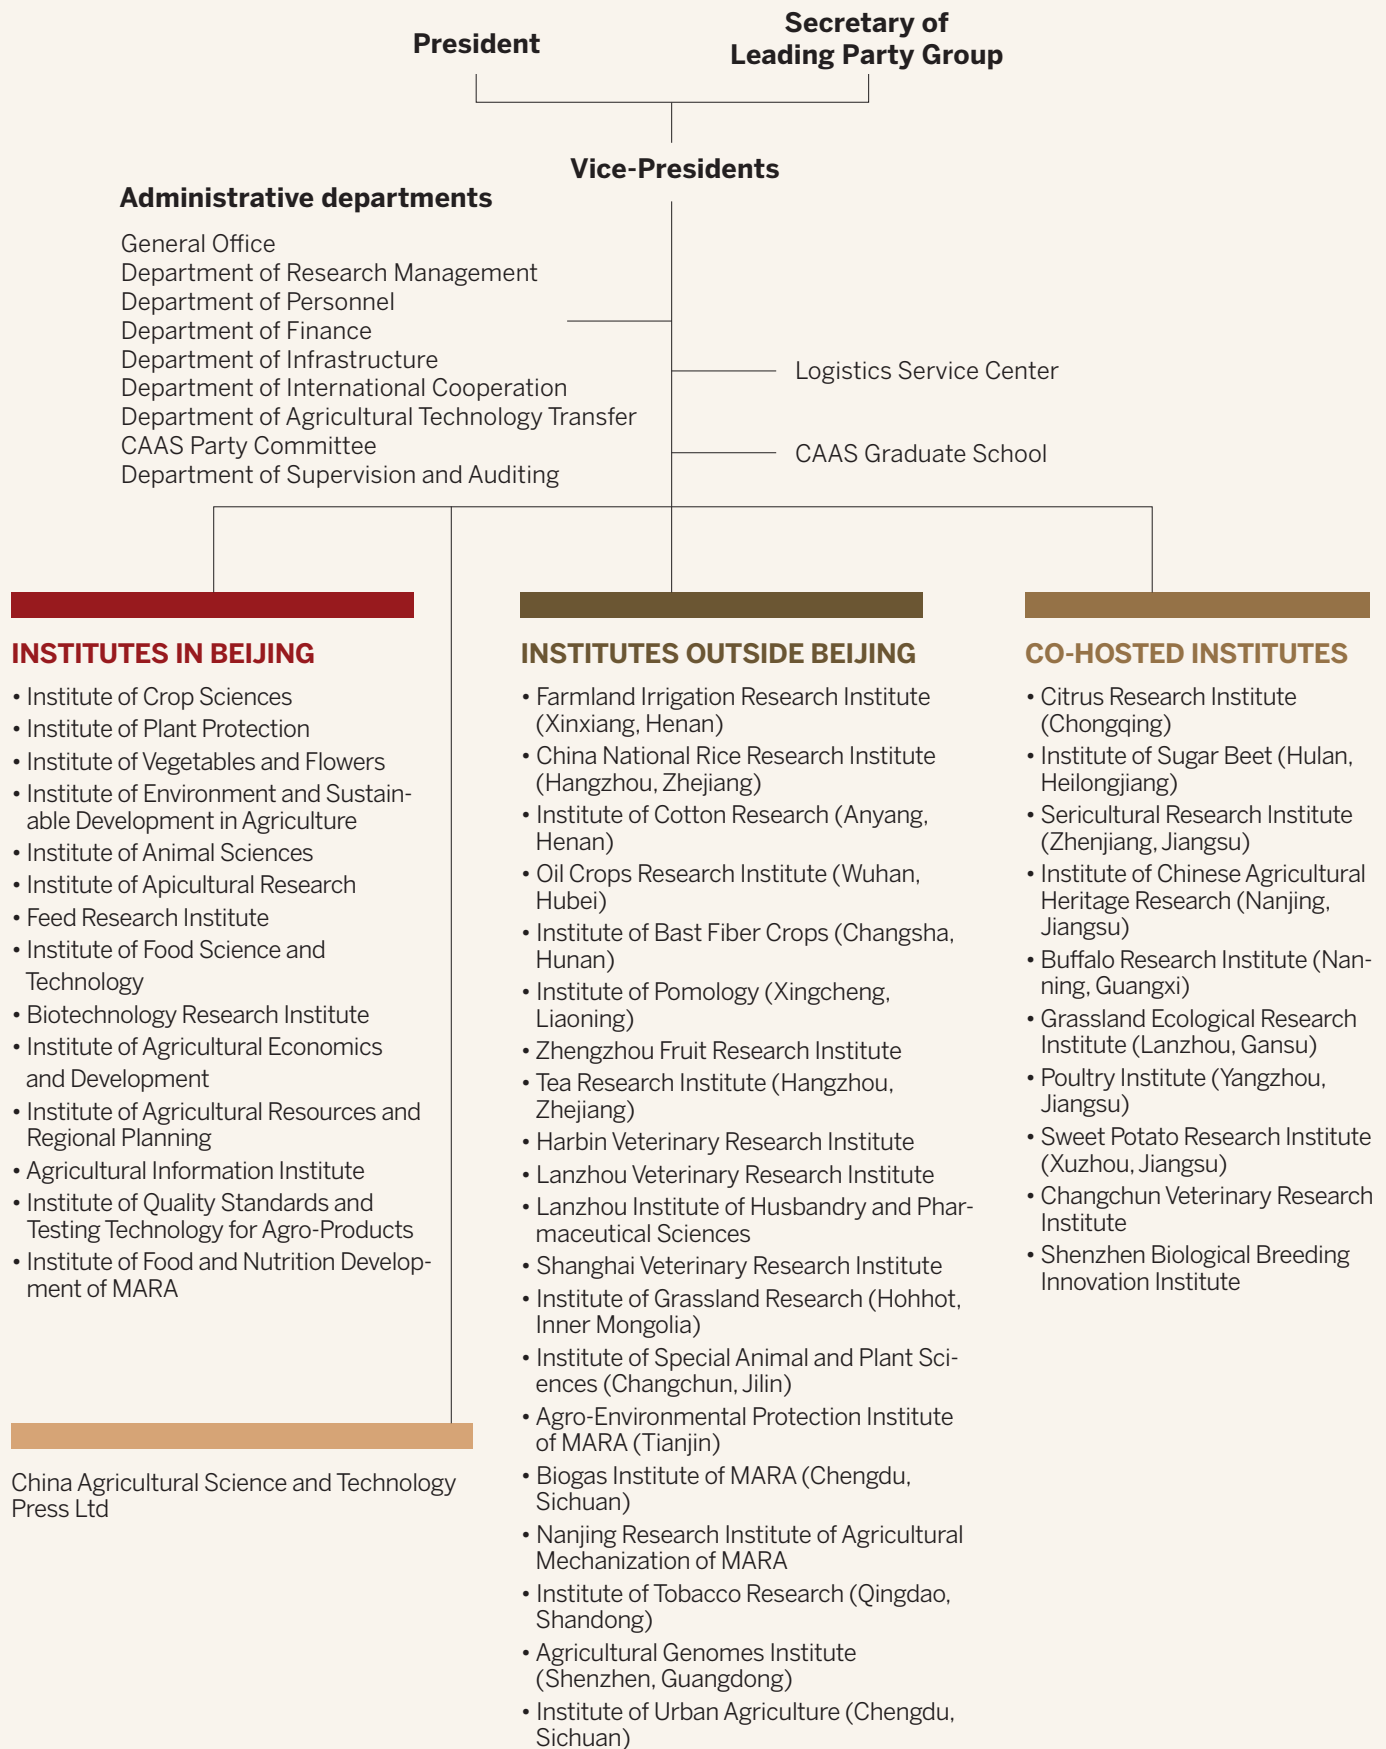 President
Secretary of
Leading Party Group
Vice-Presidents
Administrative departments
General Office
Department of Research Management
Department of Personnel
Department of Finance
Department of Infrastructure
Department of International Cooperation
Department of Agricultural Technology Transfer
CAAS Party Committee
Department of Supervision and Auditing
Logistics Service Center
CAAS Graduate School
INSTITUTES IN BEIJING
• Institute of Crop Sciences
• Institute of Plant Protection
• Institute of Vegetables and Flowers
• Institute of Environment and Sustain-
able Development in Agriculture
• Institute of Animal Sciences
• Institute of Apicultural Research
• Feed Research Institute
• Institute of Food Science and
Technology
• Biotechnology Research Institute
• Institute of Agricultural Economics
and Development
• Institute of Agricultural Resources and
Regional Planning
• Agricultural Information Institute
• Institute of Quality Standards and
Testing Technology for Agro-Products
• Institute of Food and Nutrition Develop-
ment of MARA
China Agricultural Science and Technology
Press Ltd
INSTITUTES OUTSIDE BEIJING
• Farmland Irrigation Research Institute
(Xinxiang, Henan)
• China National Rice Research Institute
(Hangzhou, Zhejiang)
• Institute of Cotton Research (Anyang,
Henan)
• Oil Crops Research Institute (Wuhan,
Hubei)
• Institute of Bast Fiber Crops (Changsha,
Hunan)
• Institute of Pomology (Xingcheng,
Liaoning)
• Zhengzhou Fruit Research Institute
• Tea Research Institute (Hangzhou,
Zhejiang)
• Harbin Veterinary Research Institute
• Lanzhou Veterinary Research Institute
• Lanzhou Institute of Husbandry and Phar-
maceutical Sciences
• Shanghai Veterinary Research Institute
• Institute of Grassland Research (Hohhot,
Inner Mongolia)
• Institute of Special Animal and Plant Sci-
ences (Changchun, Jilin)
• Agro-Environmental Protection Institute
of MARA (Tianjin)
• Biogas Institute of MARA (Chengdu,
Sichuan)
• Nanjing Research Institute of Agricultural
Mechanization of MARA
• Institute of Tobacco Research (Qingdao,
Shandong)
• Agricultural Genomes Institute
(Shenzhen, Guangdong)
• Institute of Urban Agriculture (Chengdu,
Sichuan)
CO-HOSTED INSTITUTES
• Citrus Research Institute
(Chongqing)
• Institute of Sugar Beet (Hulan,
Heilongjiang)
• Sericultural Research Institute
(Zhenjiang, Jiangsu)
• Institute of Chinese Agricultural
Heritage Research (Nanjing,
Jiangsu)
• Buffalo Research Institute (Nan-
ning, Guangxi)
• Grassland Ecological Research
Institute (Lanzhou, Gansu)
• Poultry Institute (Yangzhou,
Jiangsu)
• Sweet Potato Research Institute
(Xuzhou, Jiangsu)
• Changchun Veterinary Research
Institute
• Shenzhen Biological Breeding
Innovation Institute